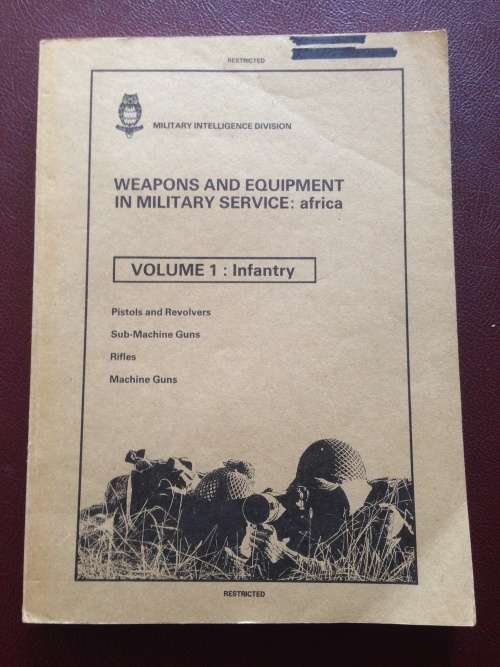 RESTRICTED
MILITARY INTELLIGENCE DIVISION
WEAPONS AND EQUIPMENT
IN MILITARY SERVICE: africa
VOLUME 1 : Infantry
Pistols and Revolvers
Sub-Machine Guns
Rifles
Machine Guns
RESTRICTED